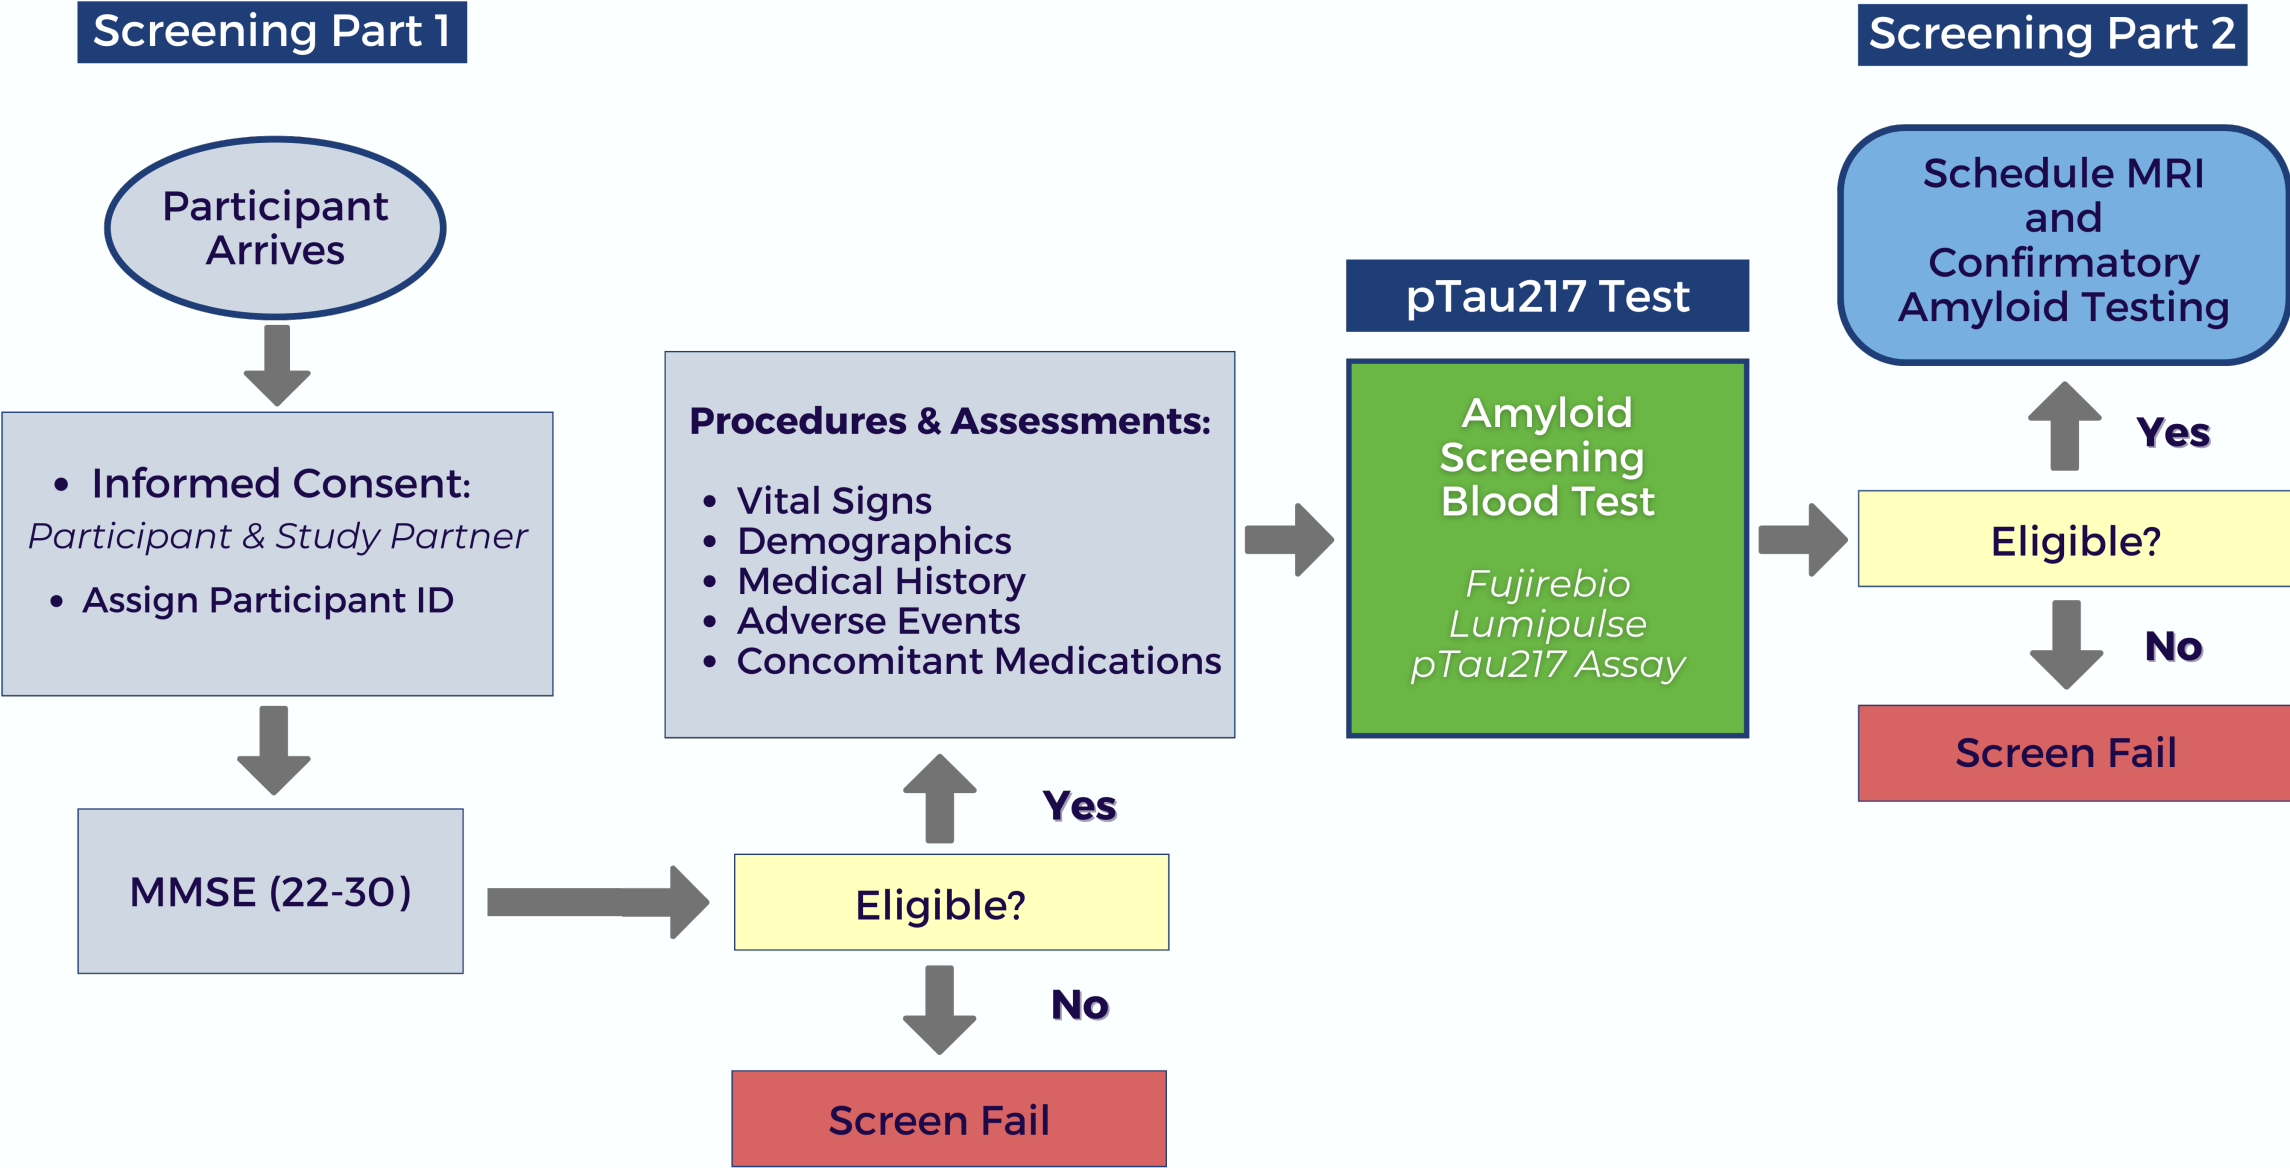 Screening Part 1
Participant
Arrives
• Informed Consent:
Participant & Study Partner
• Assign Participant ID
MMSE (22-30)
Eligible?
Yes
No
Screen Fail
Procedures & Assessments:
• Vital Signs
• Demographics
• Medical History
• Adverse Events
• Concomitant Medications
pTau217 Test
Amyloid
Screening
Blood Test
Fujirebio
Lumipulse
pTau217 Assay
Eligible?
Yes
No
Screen Fail
Screening Part 2
Schedule MRI
and
Confirmatory
Amyloid Testing